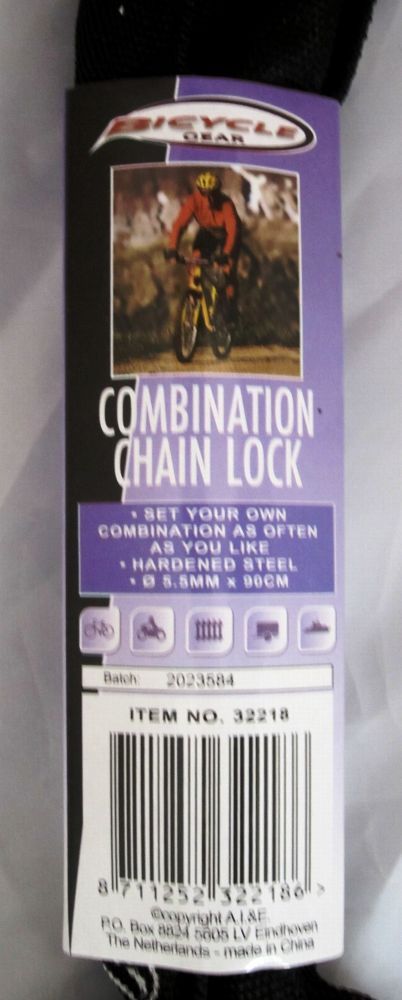 BICYCLE
GEAR
COMBINATION
CHAIN LOCK
• SET YOUR OWN
COMBINATION AS OFTEN
AS YOU LIKE
• HARDENED STEEL
• Ø 5.5MM x 90CM
Batch: 2023584
ITEM NO. 32218
8 711252 322186 >
©copyright A.I.&E.
P.O. Box 8824 5605 LV Eindhoven
The Netherlands - made in China